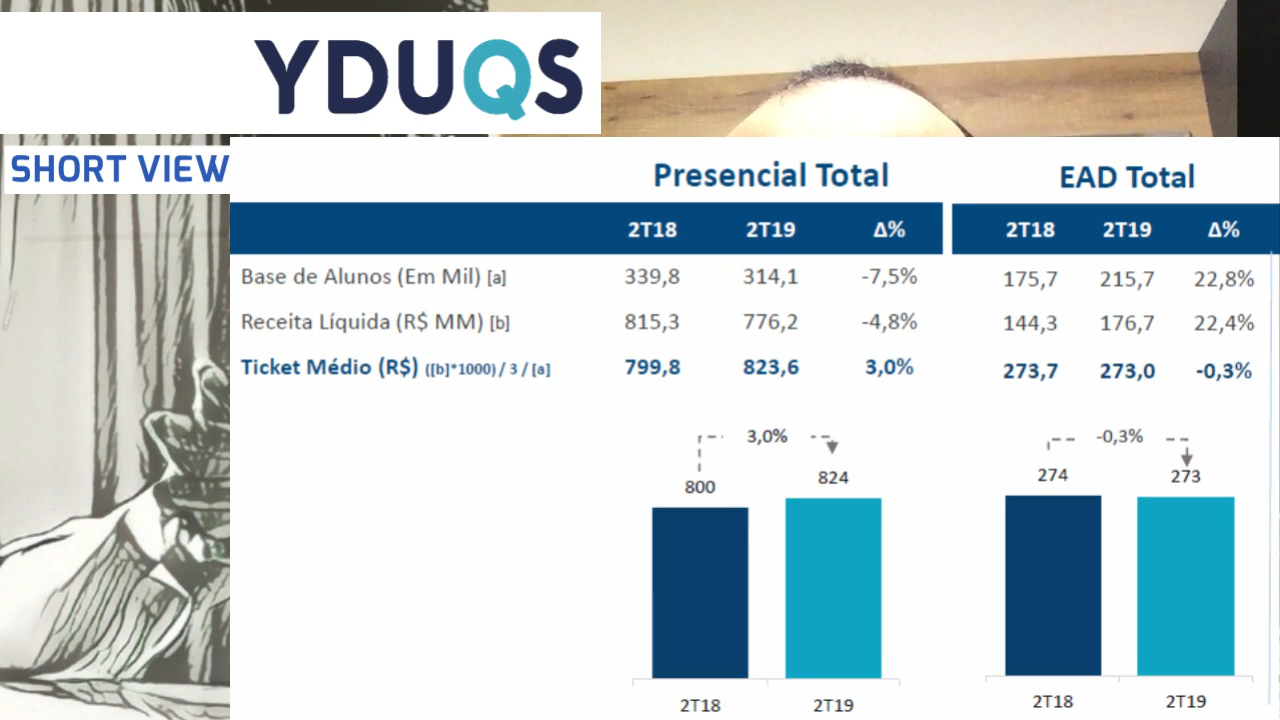 YDUQS
SHORT VIEW
Presencial Total
EAD Total
2T18 2T19 Δ% 2T18 2T19 Δ%
Base de Alunos (Em Mil) [a] 339,8 314,1 -7,5% 175,7 215,7 22,8%
Receita Líquida (R$ MM) [b] 815,3 776,2 -4,8% 144,3 176,7 22,4%
Ticket Médio (R$) ([b]*1000) / 3 / [a] 799,8 823,6 3,0% 273,7 273,0 -0,3%
3,0% -0,3%
800 824 274 273
2T18 2T19 2T18 2T19